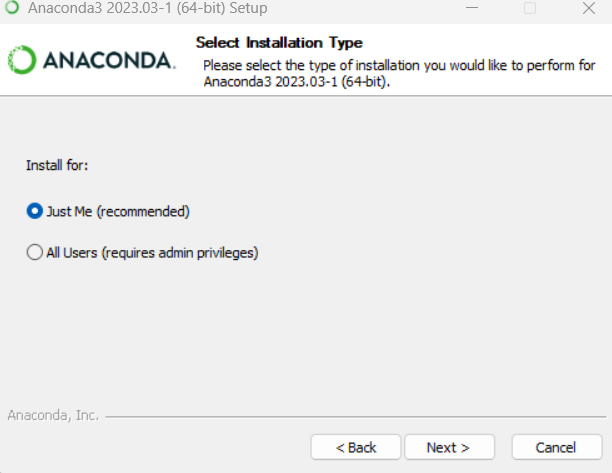 Anaconda3 2023.03-1 (64-bit) Setup
ANACONDA.
Select Installation Type
Please select the type of installation you would like to perform for
Anaconda3 2023.03-1 (64-bit).
Install for:
Just Me (recommended)
All Users (requires admin privileges)
Anaconda, Inc.
< Back
Next >
Cancel